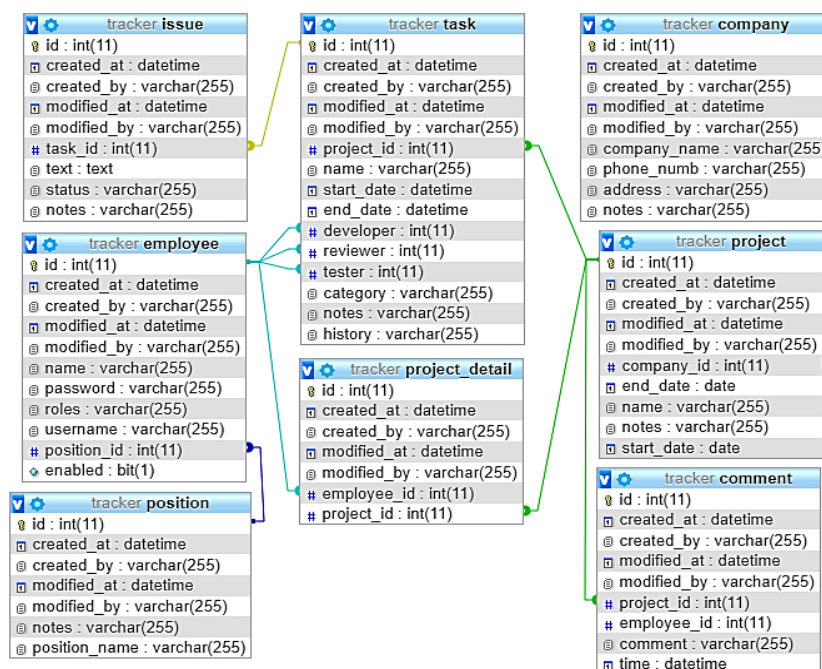 tracker issue
id : int(11)
created_at : datetime
created_by : varchar(255)
modified_at : datetime
modified_by : varchar(255)
task_id : int(11)
text : text
status : varchar(255)
notes : varchar(255)
tracker task
id : int(11)
created_at : datetime
created_by : varchar(255)
modified_at : datetime
modified_by : varchar(255)
project_id : int(11)
name : varchar(255)
start_date : datetime
end_date : datetime
developer : int(11)
reviewer : int(11)
tester : int(11)
category : varchar(255)
notes : varchar(255)
history : varchar(255)
tracker company
id : int(11)
created_at : datetime
created_by : varchar(255)
modified_at : datetime
modified_by : varchar(255)
company_name : varchar(255
phone_numb : varchar(255)
address : varchar(255)
notes : varchar(255)
tracker employee
id : int(11)
created_at : datetime
created_by : varchar(255)
modified_at : datetime
modified_by : varchar(255)
name : varchar(255)
password : varchar(255)
roles : varchar(255)
username : varchar(255)
position_id : int(11)
enabled : bit(1)
tracker project_detail
id : int(11)
created_at : datetime
created_by : varchar(255)
modified_at : datetime
modified_by : varchar(255)
employee_id : int(11)
project_id : int(11)
tracker project
id : int(11)
created_at : datetime
created_by : varchar(255)
modified_at : datetime
modified_by : varchar(255)
company_id : int(11)
end_date : date
name : varchar(255)
notes : varchar(255)
start_date : date
tracker position
id : int(11)
created_at : datetime
created_by : varchar(255)
modified_at : datetime
modified_by : varchar(255)
notes : varchar(255)
position_name : varchar(255)
tracker comment
id : int(11)
created_at : datetime
created_by : varchar(255)
modified_at : datetime
modified_by : varchar(255)
project_id : int(11)
employee_id : int(11)
comment : varchar(255)
time : datetime